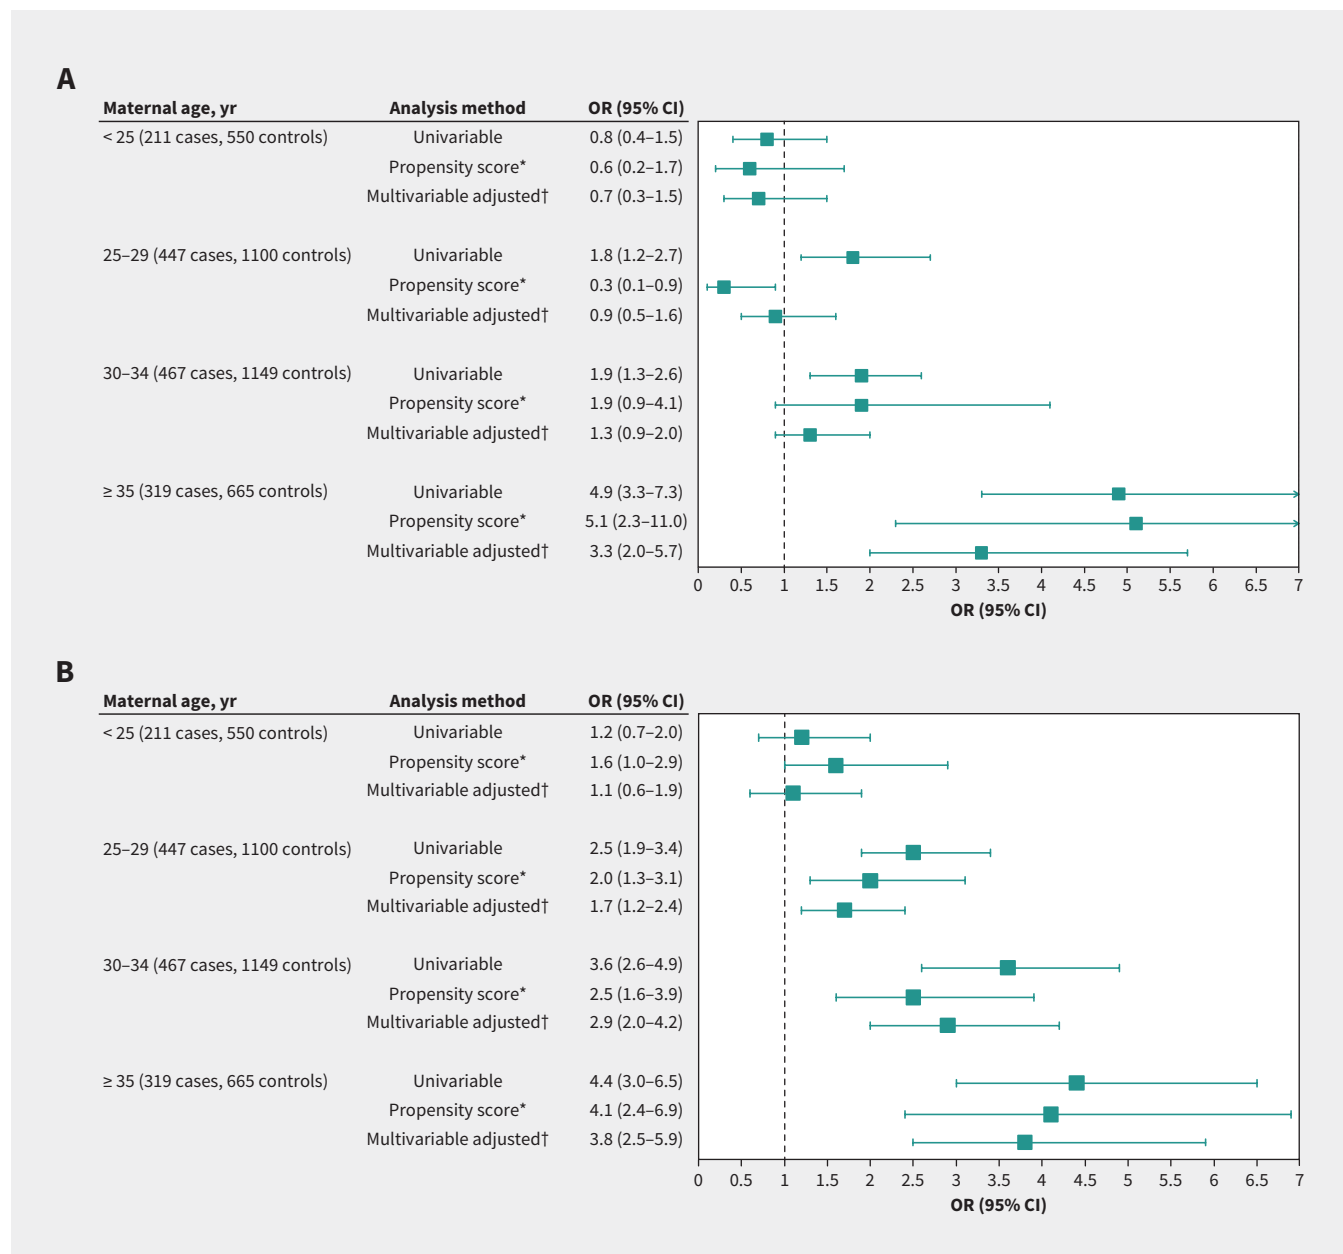 A
Maternal age, yr Analysis method OR (95% CI)
< 25 (211 cases, 550 controls) Univariable 0.8 (0.4–1.5)
Propensity score* 0.6 (0.2–1.7)
Multivariable adjusted† 0.7 (0.3–1.5)
25–29 (447 cases, 1100 controls) Univariable 1.8 (1.2–2.7)
Propensity score* 0.3 (0.1–0.9)
Multivariable adjusted† 0.9 (0.5–1.6)
30–34 (467 cases, 1149 controls) Univariable 1.9 (1.3–2.6)
Propensity score* 1.9 (0.9–4.1)
Multivariable adjusted† 1.3 (0.9–2.0)
≥ 35 (319 cases, 665 controls) Univariable 4.9 (3.3–7.3)
Propensity score* 5.1 (2.3–11.0)
Multivariable adjusted† 3.3 (2.0–5.7)
0 0.5 1 1.5 2 2.5 3 3.5 4 4.5 5 5.5 6 6.5 7
OR (95% CI)
B
Maternal age, yr Analysis method OR (95% CI)
< 25 (211 cases, 550 controls) Univariable 1.2 (0.7–2.0)
Propensity score* 1.6 (1.0–2.9)
Multivariable adjusted† 1.1 (0.6–1.9)
25–29 (447 cases, 1100 controls) Univariable 2.5 (1.9–3.4)
Propensity score* 2.0 (1.3–3.1)
Multivariable adjusted† 1.7 (1.2–2.4)
30–34 (467 cases, 1149 controls) Univariable 3.6 (2.6–4.9)
Propensity score* 2.5 (1.6–3.9)
Multivariable adjusted† 2.9 (2.0–4.2)
≥ 35 (319 cases, 665 controls) Univariable 4.4 (3.0–6.5)
Propensity score* 4.1 (2.4–6.9)
Multivariable adjusted† 3.8 (2.5–5.9)
0 0.5 1 1.5 2 2.5 3 3.5 4 4.5 5 5.5 6 6.5 7
OR (95% CI)